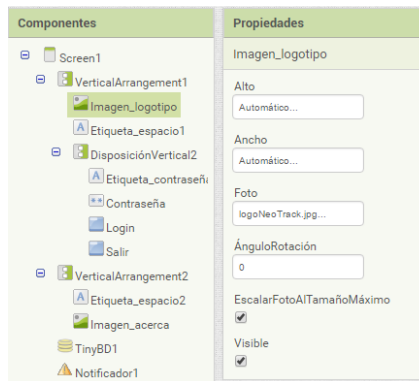 Componentes
Screen1
VerticalArrangement1
Imagen_logotipo
Etiqueta_espacio1
DisposiciónVertical2
Etiqueta_contraseñ
Contraseña
Login
Salir
VerticalArrangement2
Etiqueta_espacio2
Imagen_acerca
TinyBD1
Notificador1
Propiedades
Imagen_logotipo
Alto
Automático...
Ancho
Automático...
Foto
logoNeoTrack.jpg...
ÁnguloRotación
0
EscalarFotoAlTamañoMáximo
Visible